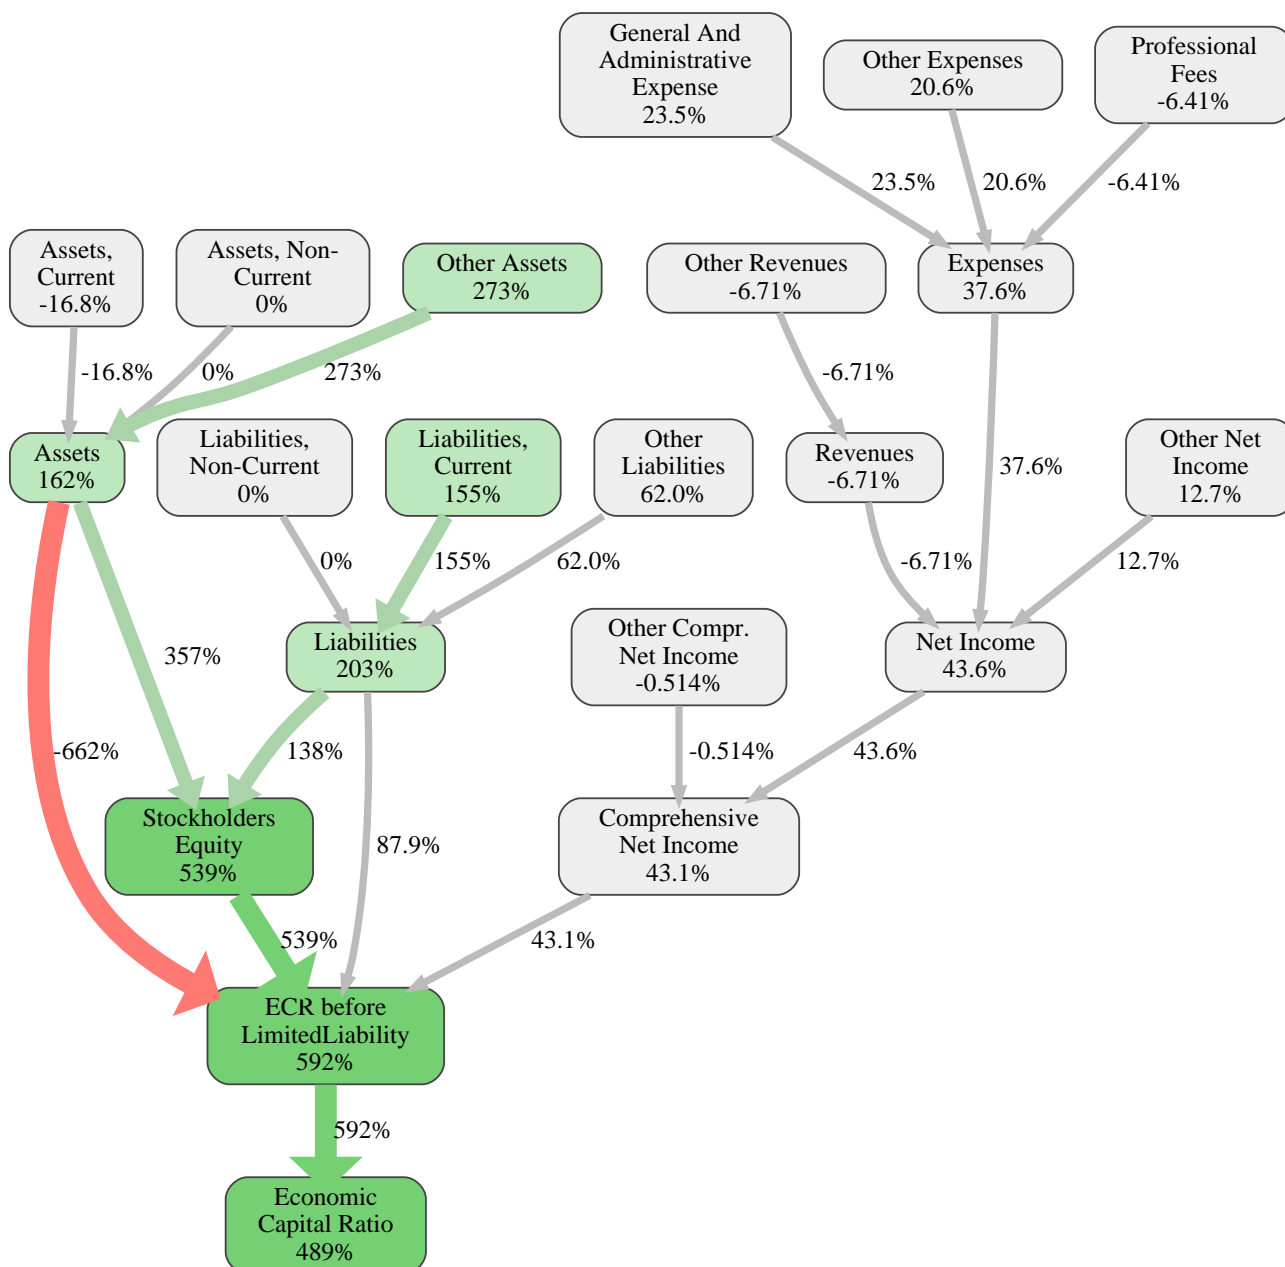 General And
Administrative
Expense
23.5%
Other Expenses
20.6%
Professional
Fees
-6.41%
23.5%
20.6%
-6.41%
Assets,
Current
-16.8%
Assets, Non-
Current
0%
Other Assets
273%
Other Revenues
-6.71%
Expenses
37.6%
-16.8%
0%
273%
-6.71%
Assets
162%
Liabilities,
Non-Current
0%
Liabilities,
Current
155%
Other
Liabilities
62.0%
Revenues
-6.71%
37.6%
Other Net
Income
12.7%
0%
155%
62.0%
-6.71%
12.7%
357%
Liabilities
203%
Other Compr.
Net Income
-0.514%
Net Income
43.6%
-662%
138%
-0.514%
43.6%
Stockholders
Equity
539%
87.9%
Comprehensive
Net Income
43.1%
539%
43.1%
ECR before
LimitedLiability
592%
592%
Economic
Capital Ratio
489%